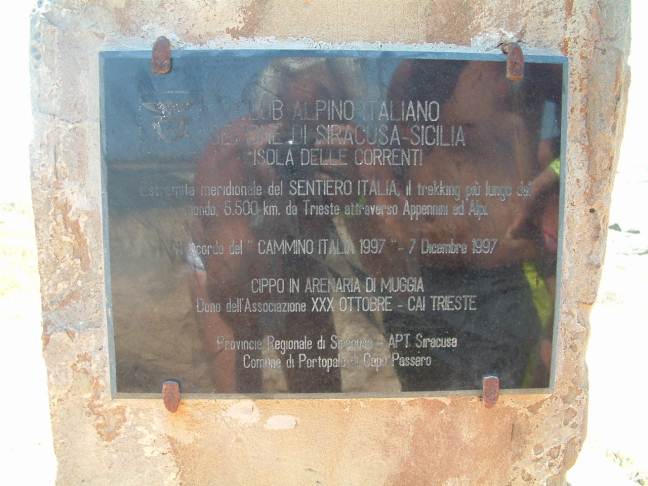 CLUB ALPINO ITALIANO
SEZIONE DI SIRACUSA-SICILIA
ISOLA DELLE CORRENTI
Estremità meridionale del SENTIERO ITALIA, il trekking più lungo del
mondo, 5.500 km. da Trieste attraverso Appennini ed Alpi.
A ricordo del " CAMMINO ITALIA 1997 " - 7 Dicembre 1997
CIPPO IN ARENARIA DI MUGGIA
Dono dell'Associazione XXX OTTOBRE - CAI TRIESTE
Provincia Regionale di Siracusa - APT Siracusa
Comune di Portopalo di Capo Passero